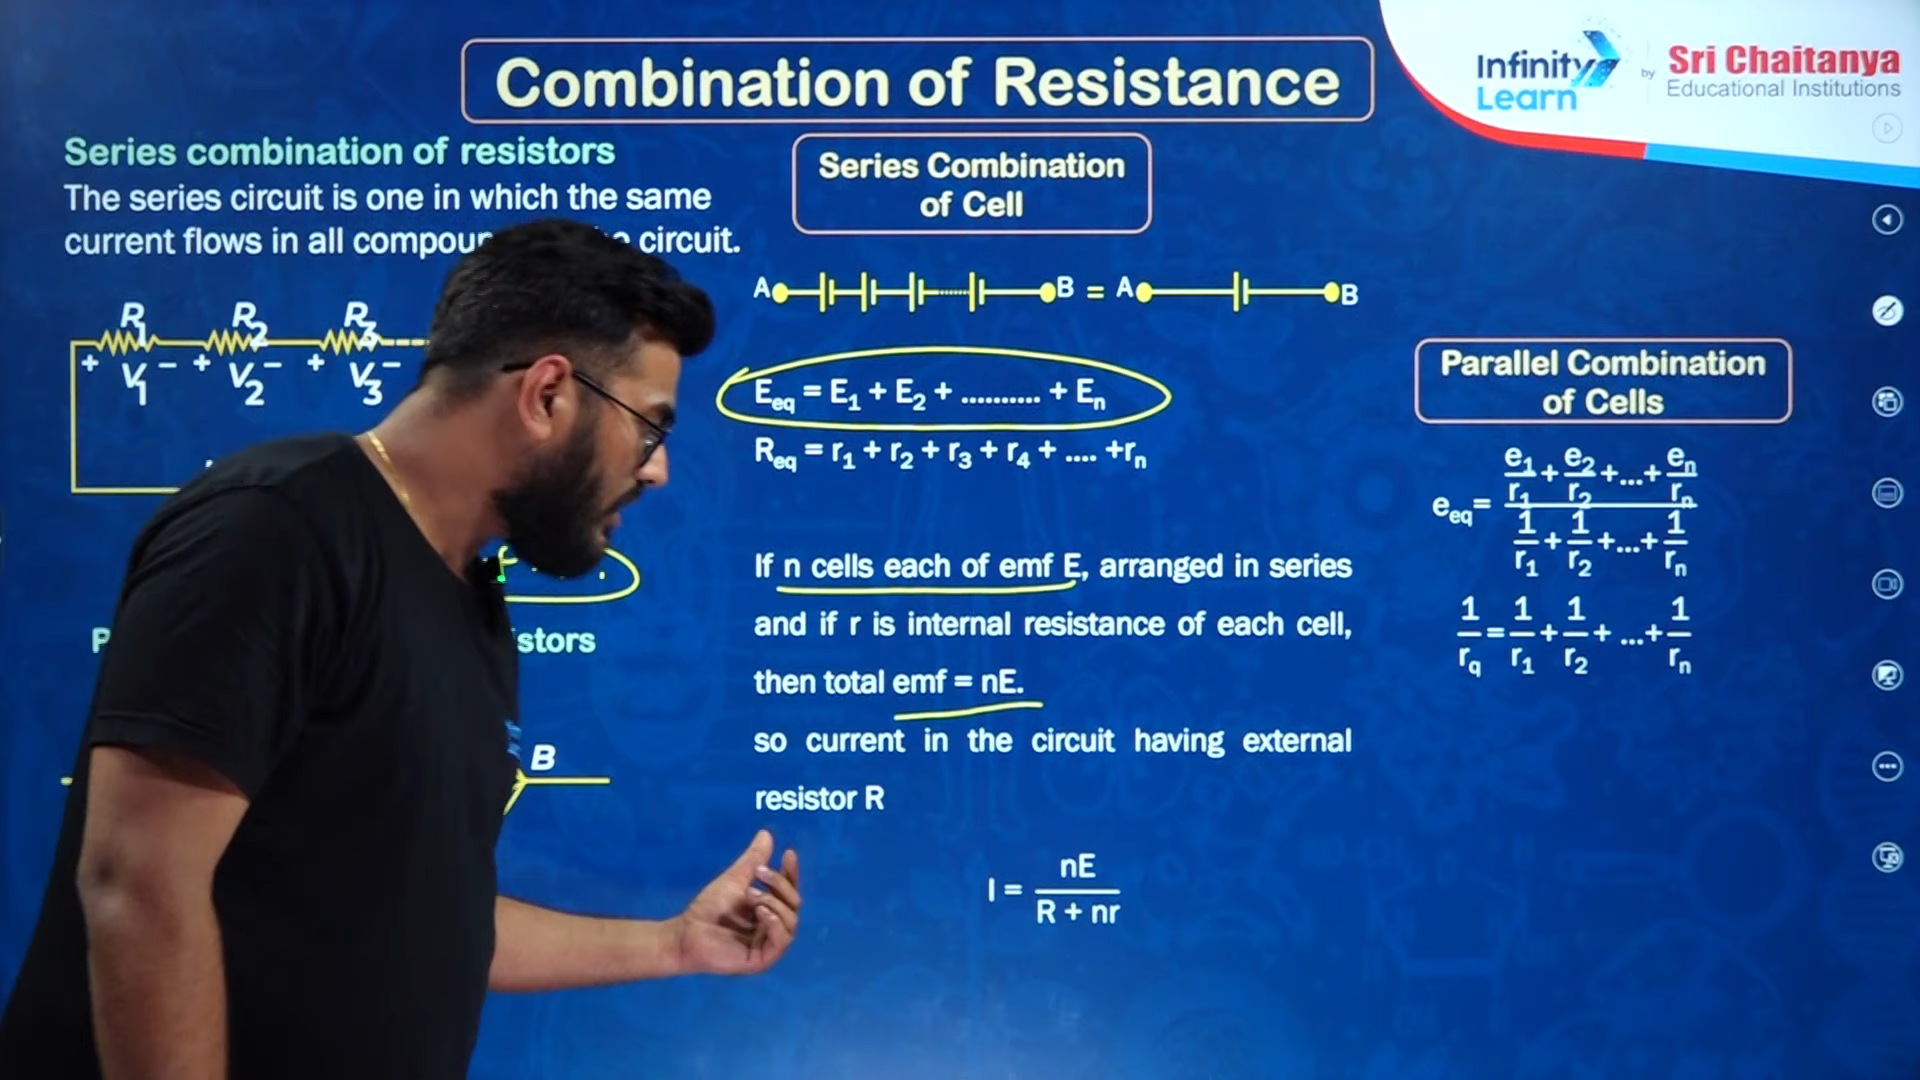 Combination of Resistance
Infinity Learn
by
Sri Chaitanya
Educational Institutions
Series combination of resistors
The series circuit is one in which the same
current flows in all circuit.
R1 R2 R3
+ V1 − + V2 − + V3 −
B
Series Combination
of Cell
A B = A B
Eeq = E1 + E2 + .......... + En
Req = r1 + r2 + r3 + r4 + .... +rn
If n cells each of emf E, arranged in series
and if r is internal resistance of each cell,
then total emf = nE.
so current in the circuit having external
resistor R
I = nE / (R + nr)
Parallel Combination
of Cells
eeq = (e1/r1 + e2/r2 + ... + en/rn) / (1/r1 + 1/r2 + ... + 1/rn)
1/rq = 1/r1 + 1/r2 + ... + 1/rn